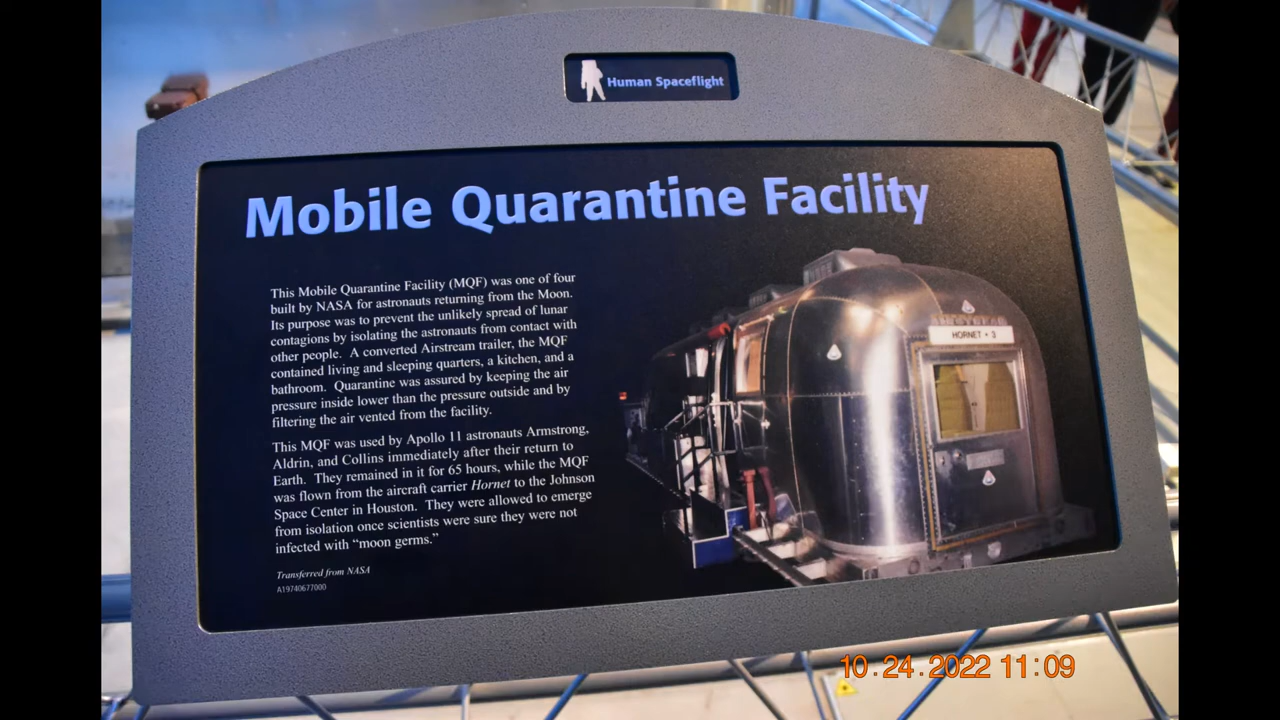 Human Spaceflight
Mobile Quarantine Facility
This Mobile Quarantine Facility (MQF) was one of four
built by NASA for astronauts returning from the Moon.
Its purpose was to prevent the unlikely spread of lunar
contagions by isolating the astronauts from contact with
other people. A converted Airstream trailer, the MQF
contained living and sleeping quarters, a kitchen, and a
bathroom. Quarantine was assured by keeping the air
pressure inside lower than the pressure outside and by
filtering the air vented from the facility.
This MQF was used by Apollo 11 astronauts Armstrong,
Aldrin, and Collins immediately after their return to
Earth. They remained in it for 65 hours, while the MQF
was flown from the aircraft carrier Hornet to the Johnson
Space Center in Houston. They were allowed to emerge
from isolation once scientists were sure they were not
infected with “moon germs.”
Transferred from NASA
A19740677000
AIRSTREAM
HORNET + 3
10.24.2022 11:09